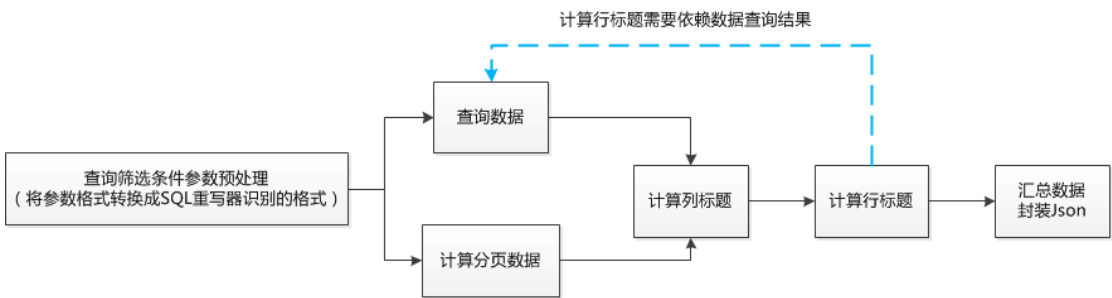 计算行标题需要依赖数据查询结果
查询数据
查询筛选条件参数预处理
（将参数格式转换成SQL重写器识别的格式）
计算列标题
计算行标题
汇总数据
封装Json
计算分页数据